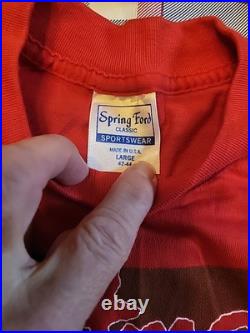 Spring Ford
CLASSIC
SPORTSWEAR
MADE IN U.S.A.
LARGE
42-44